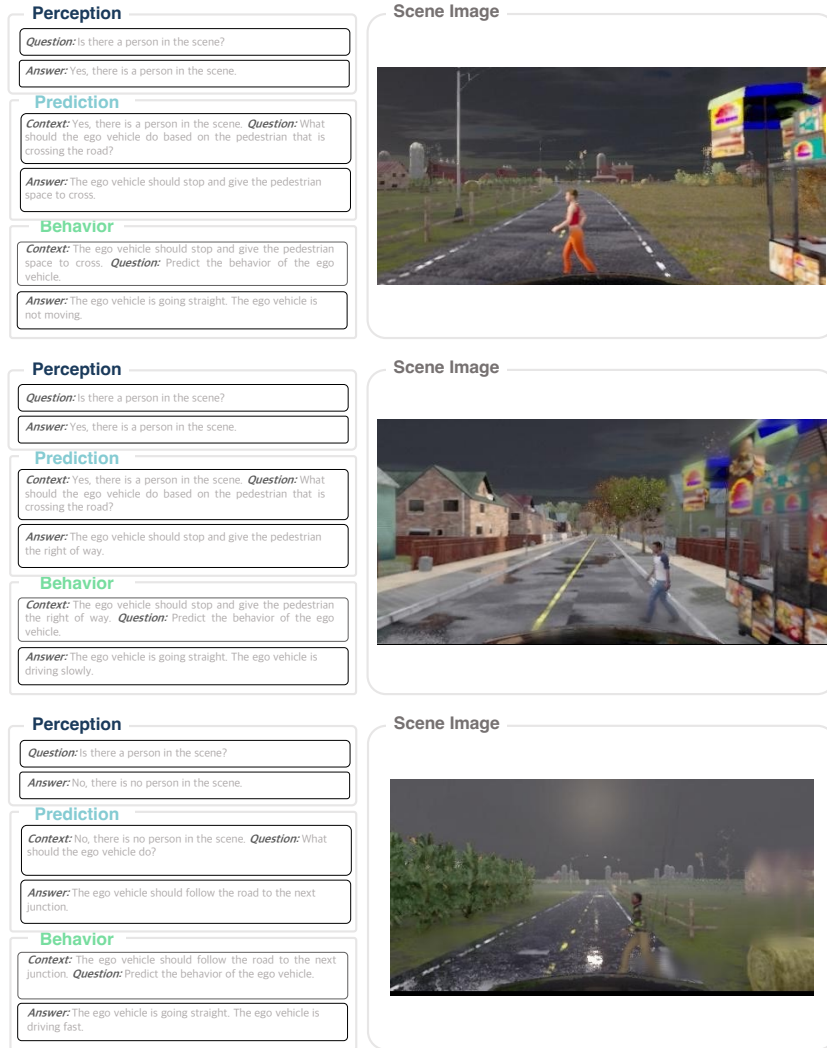 Perception
Question: Is there a person in the scene?
Answer: Yes, there is a person in the scene.
Prediction
Context: Yes, there is a person in the scene. Question: What
should the ego vehicle do based on the pedestrian that is
crossing the road?
Answer: The ego vehicle should stop and give the pedestrian
space to cross.
Behavior
Context: The ego vehicle should stop and give the pedestrian
space to cross. Question: Predict the behavior of the ego
vehicle.
Answer: The ego vehicle is going straight. The ego vehicle is
not moving.
Scene Image
Perception
Question: Is there a person in the scene?
Answer: Yes, there is a person in the scene.
Prediction
Context: Yes, there is a person in the scene. Question: What
should the ego vehicle do based on the pedestrian that is
crossing the road?
Answer: The ego vehicle should stop and give the pedestrian
the right of way.
Behavior
Context: The ego vehicle should stop and give the pedestrian
the right of way. Question: Predict the behavior of the ego
vehicle.
Answer: The ego vehicle is going straight. The ego vehicle is
driving slowly.
Scene Image
Perception
Question: Is there a person in the scene?
Answer: No, there is no person in the scene.
Prediction
Context: No, there is no person in the scene. Question: What
should the ego vehicle do?
Answer: The ego vehicle should follow the road to the next
junction.
Behavior
Context: The ego vehicle should follow the road to the next
junction. Question: Predict the behavior of the ego vehicle.
Answer: The ego vehicle is going straight. The ego vehicle is
driving fast.
Scene Image